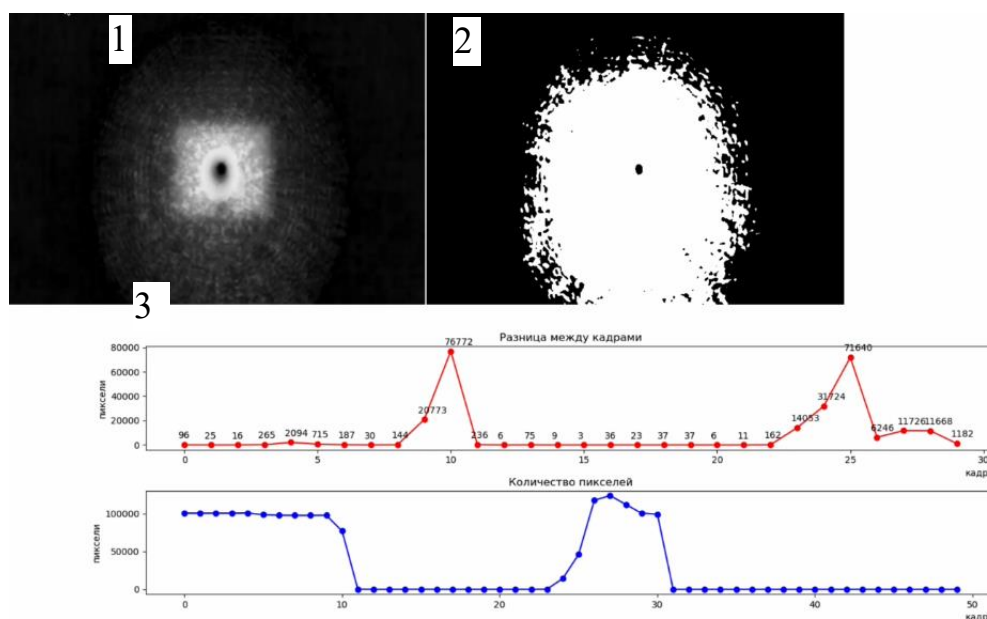 1
2
3
Разница между кадрами
76772
71640
80000
60000
40000
20000
0
пиксели
96 25 16 265 2094 715 187 30 144 20773 236 6 75 9 3 36 23 37 37 6 11 162 14053 31724 6246 11726 11668 1182
0 5 10 15 20 25 30
кадр
Количество пикселей
100000
50000
0
пиксели
0 10 20 30 40 50
кадр